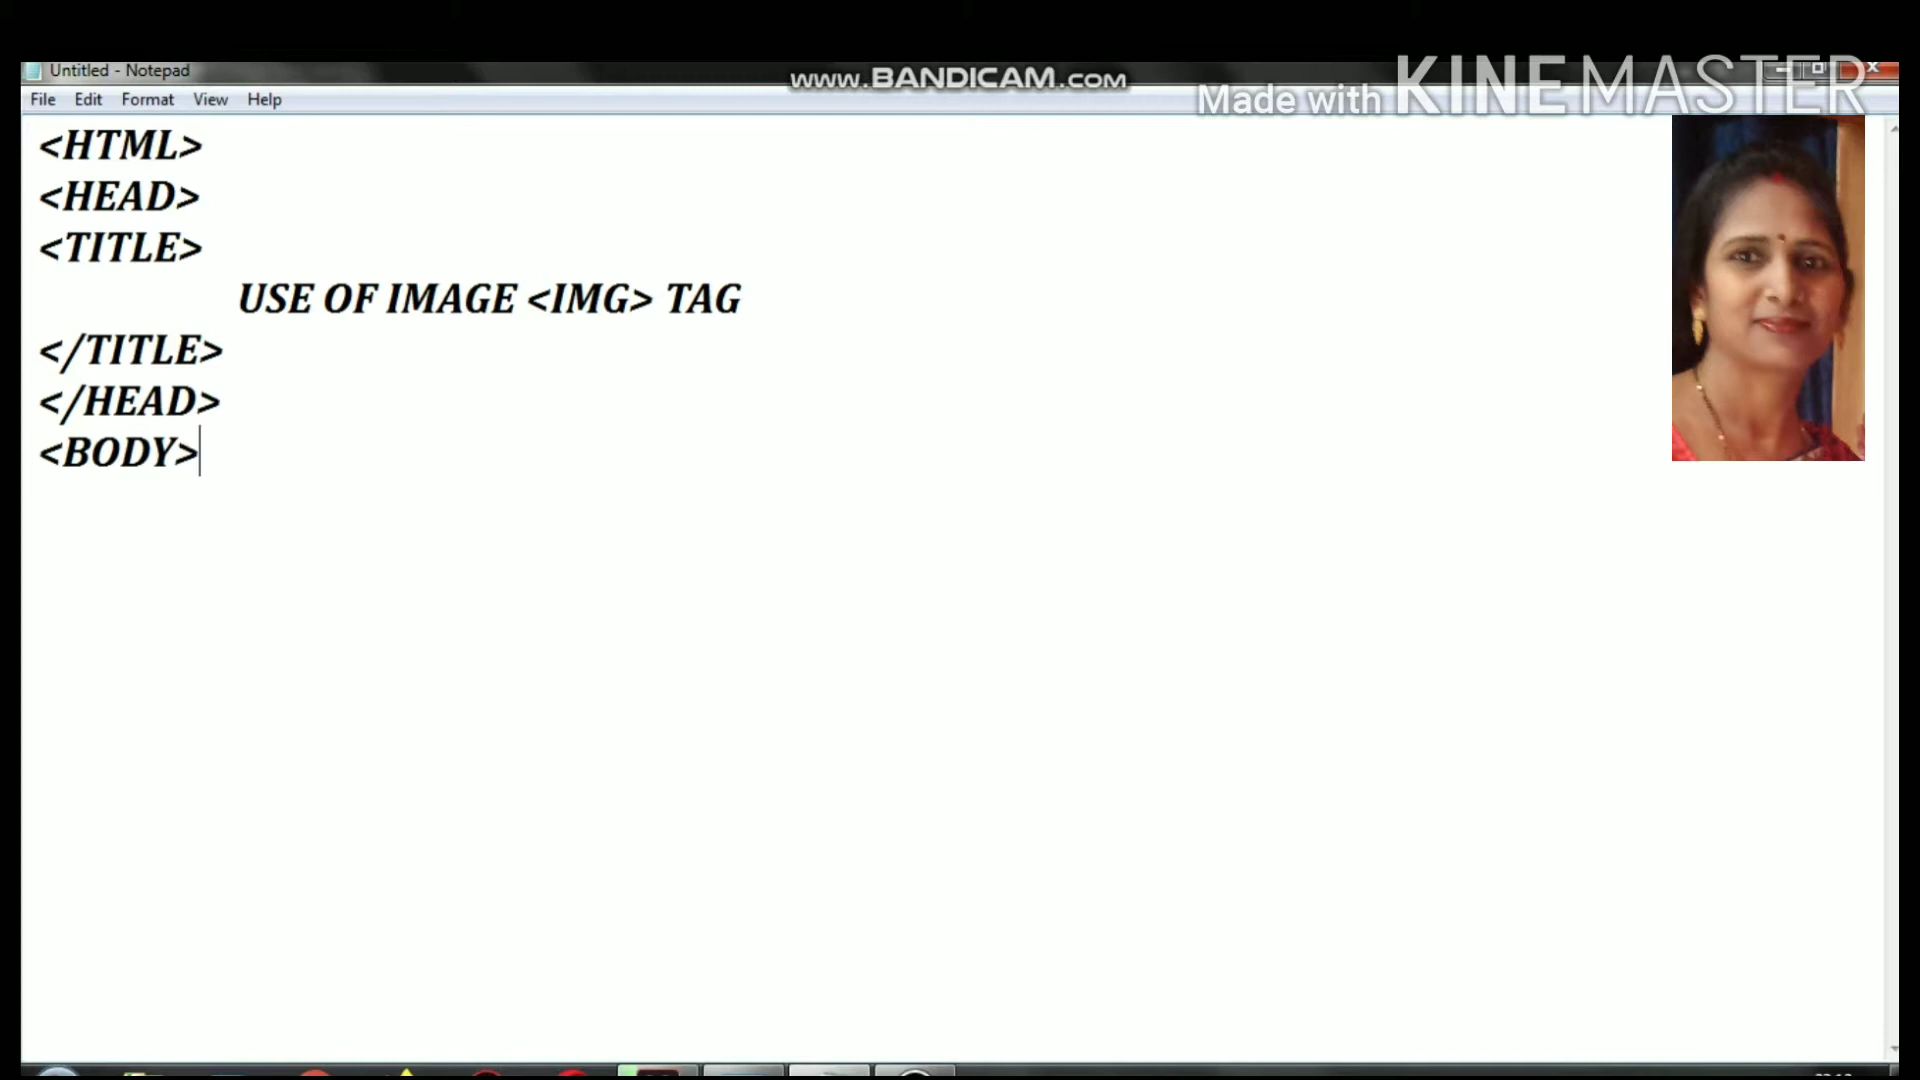 Untitled - Notepad
www.BANDICAM.com
Made with KINEMASTER
File Edit Format View Help
<HTML>
<HEAD>
<TITLE>
USE OF IMAGE <IMG> TAG
</TITLE>
</HEAD>
<BODY>